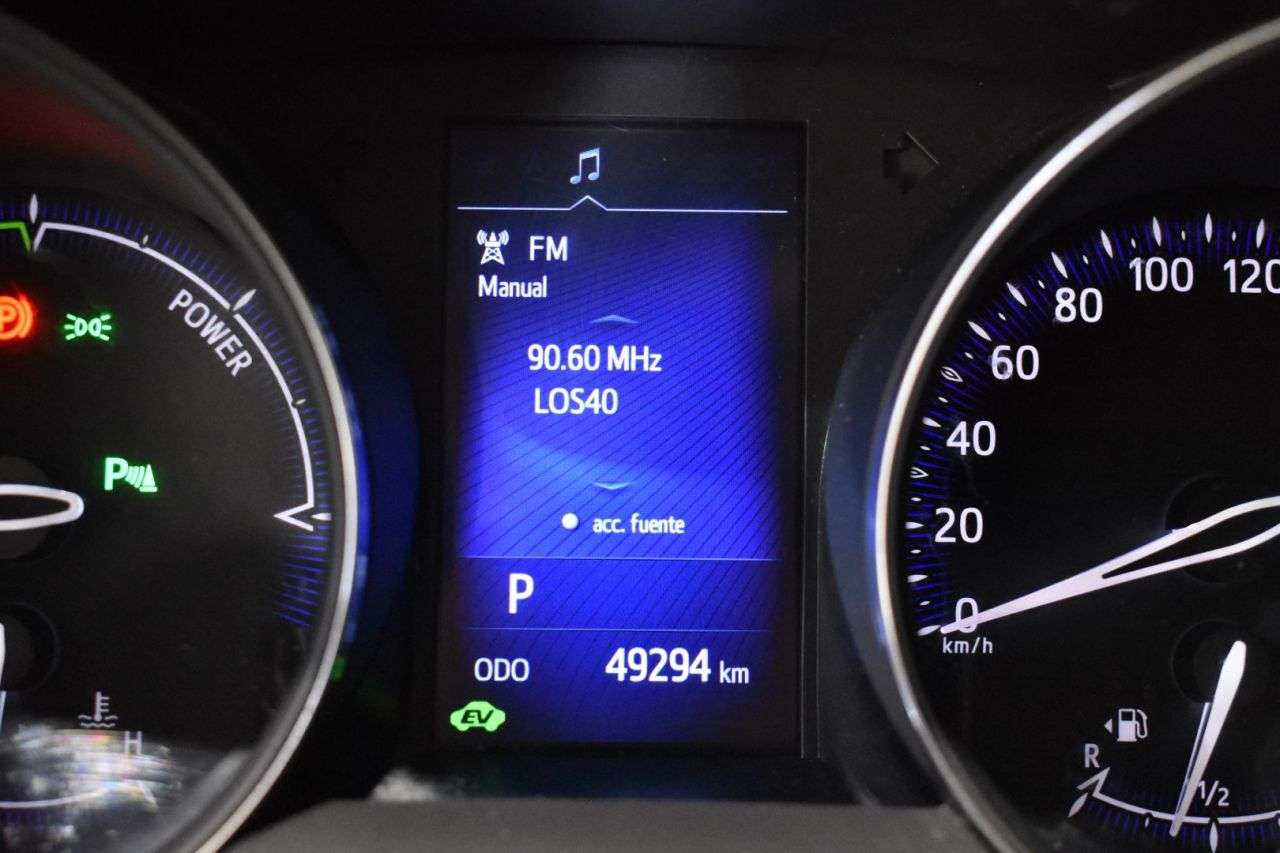 FM
Manual
90.60 MHz
LOS40
acc. fuente
P
ODO 49294 km
EV
POWER
P
P
H
0
20
40
60
80
100
120
km/h
R
1/2